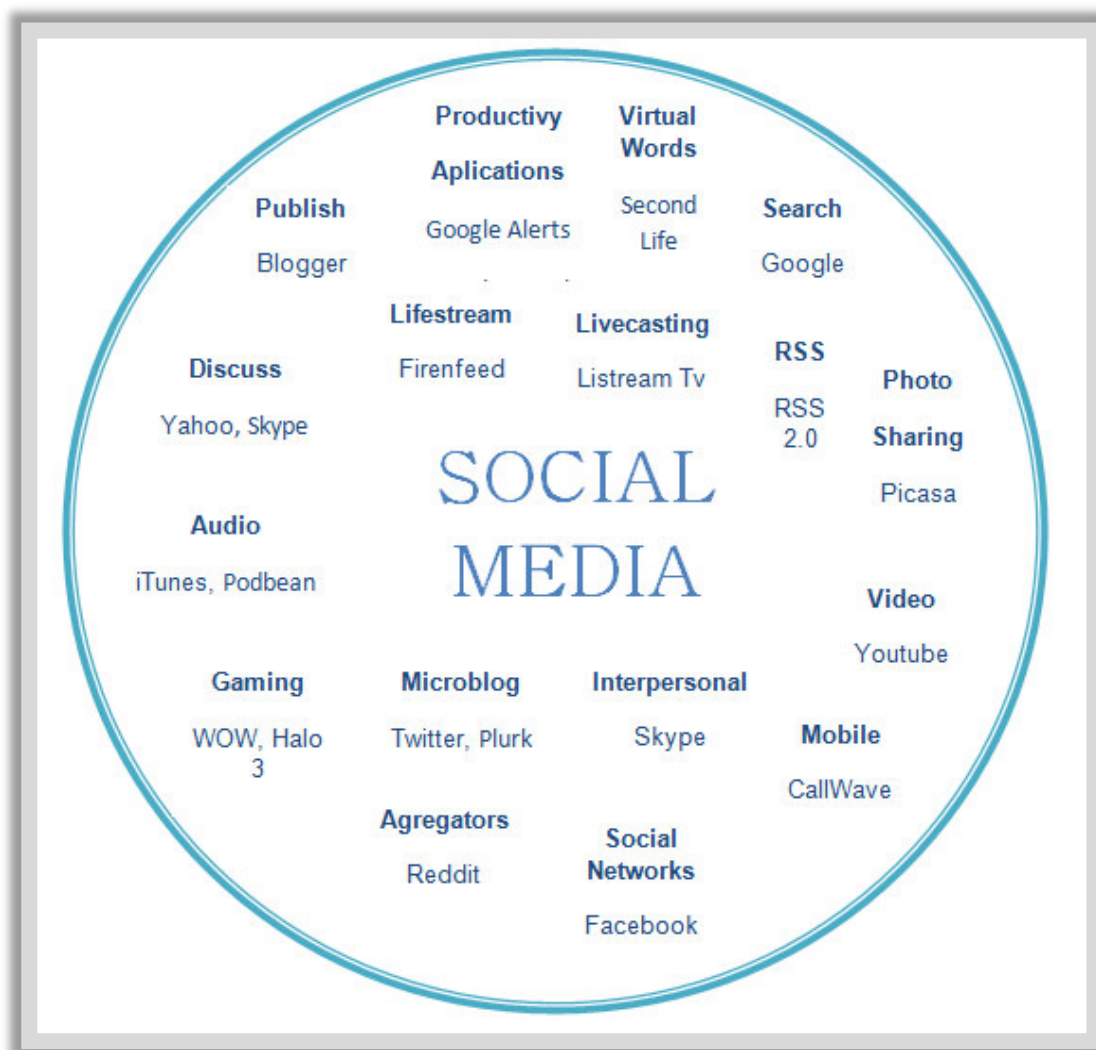 Productivy
Aplications
Google Alerts
Virtual
Words
Second
Life
Publish
Blogger
Search
Google
Lifestream
Firenfeed
Livecasting
Listream Tv
RSS
RSS
2.0
Discuss
Yahoo, Skype
Photo
Sharing
Picasa
SOCIAL
MEDIA
Audio
iTunes, Podbean
Video
Youtube
Gaming
WOW, Halo
3
Microblog
Twitter, Plurk
Interpersonal
Skype
Mobile
CallWave
Agregators
Reddit
Social
Networks
Facebook